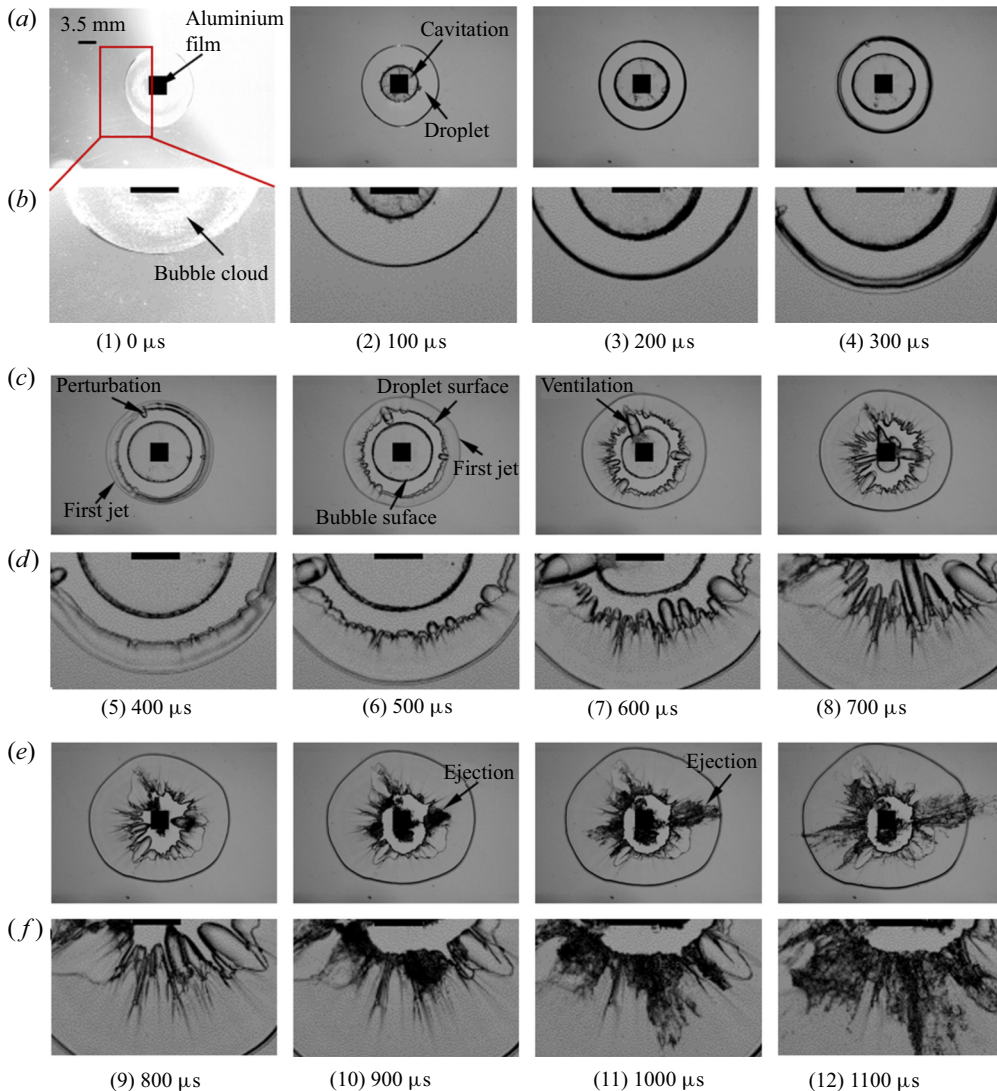 (a)
3.5 mm
Aluminium
film
Cavitation
Droplet
(b)
Bubble cloud
(1) 0 μs
(2) 100 μs
(3) 200 μs
(4) 300 μs
(c)
Perturbation
First jet
Droplet surface
First jet
Bubble suface
Ventilation
(d)
(5) 400 μs
(6) 500 μs
(7) 600 μs
(8) 700 μs
(e)
Ejection
Ejection
(f)
(9) 800 μs
(10) 900 μs
(11) 1000 μs
(12) 1100 μs